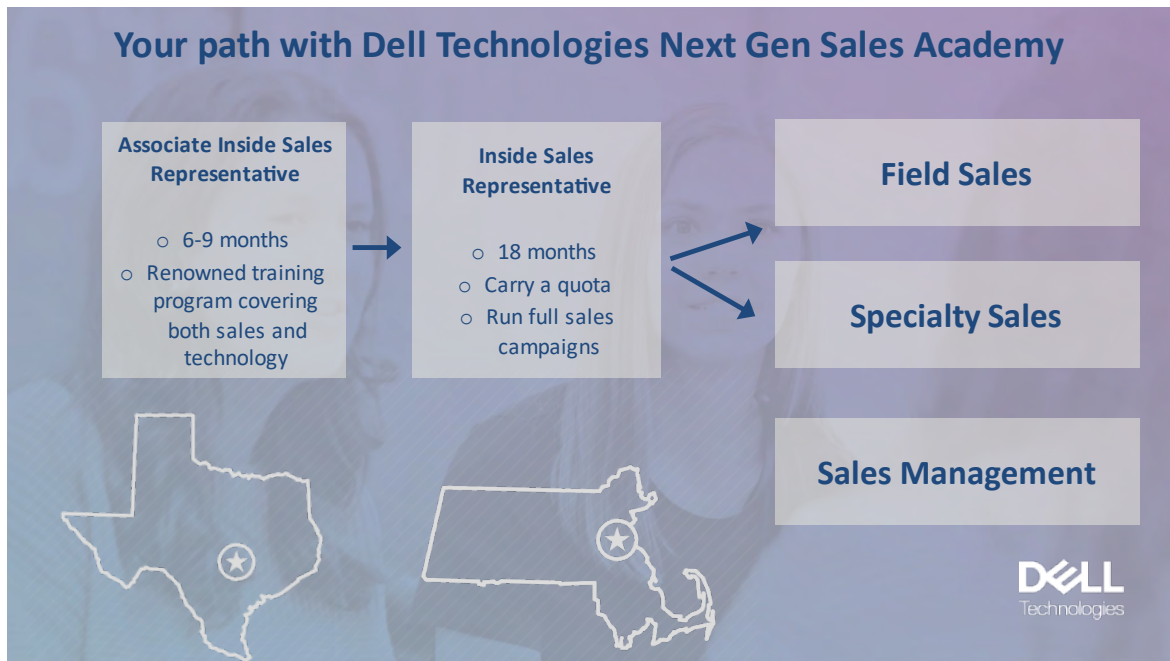 Your path with Dell Technologies Next Gen Sales Academy
Associate Inside Sales
Representative
○ 6-9 months
○ Renowned training
program covering
both sales and
technology
Inside Sales
Representative
○ 18 months
○ Carry a quota
○ Run full sales
campaigns
Field Sales
Specialty Sales
Sales Management
DELL
Technologies